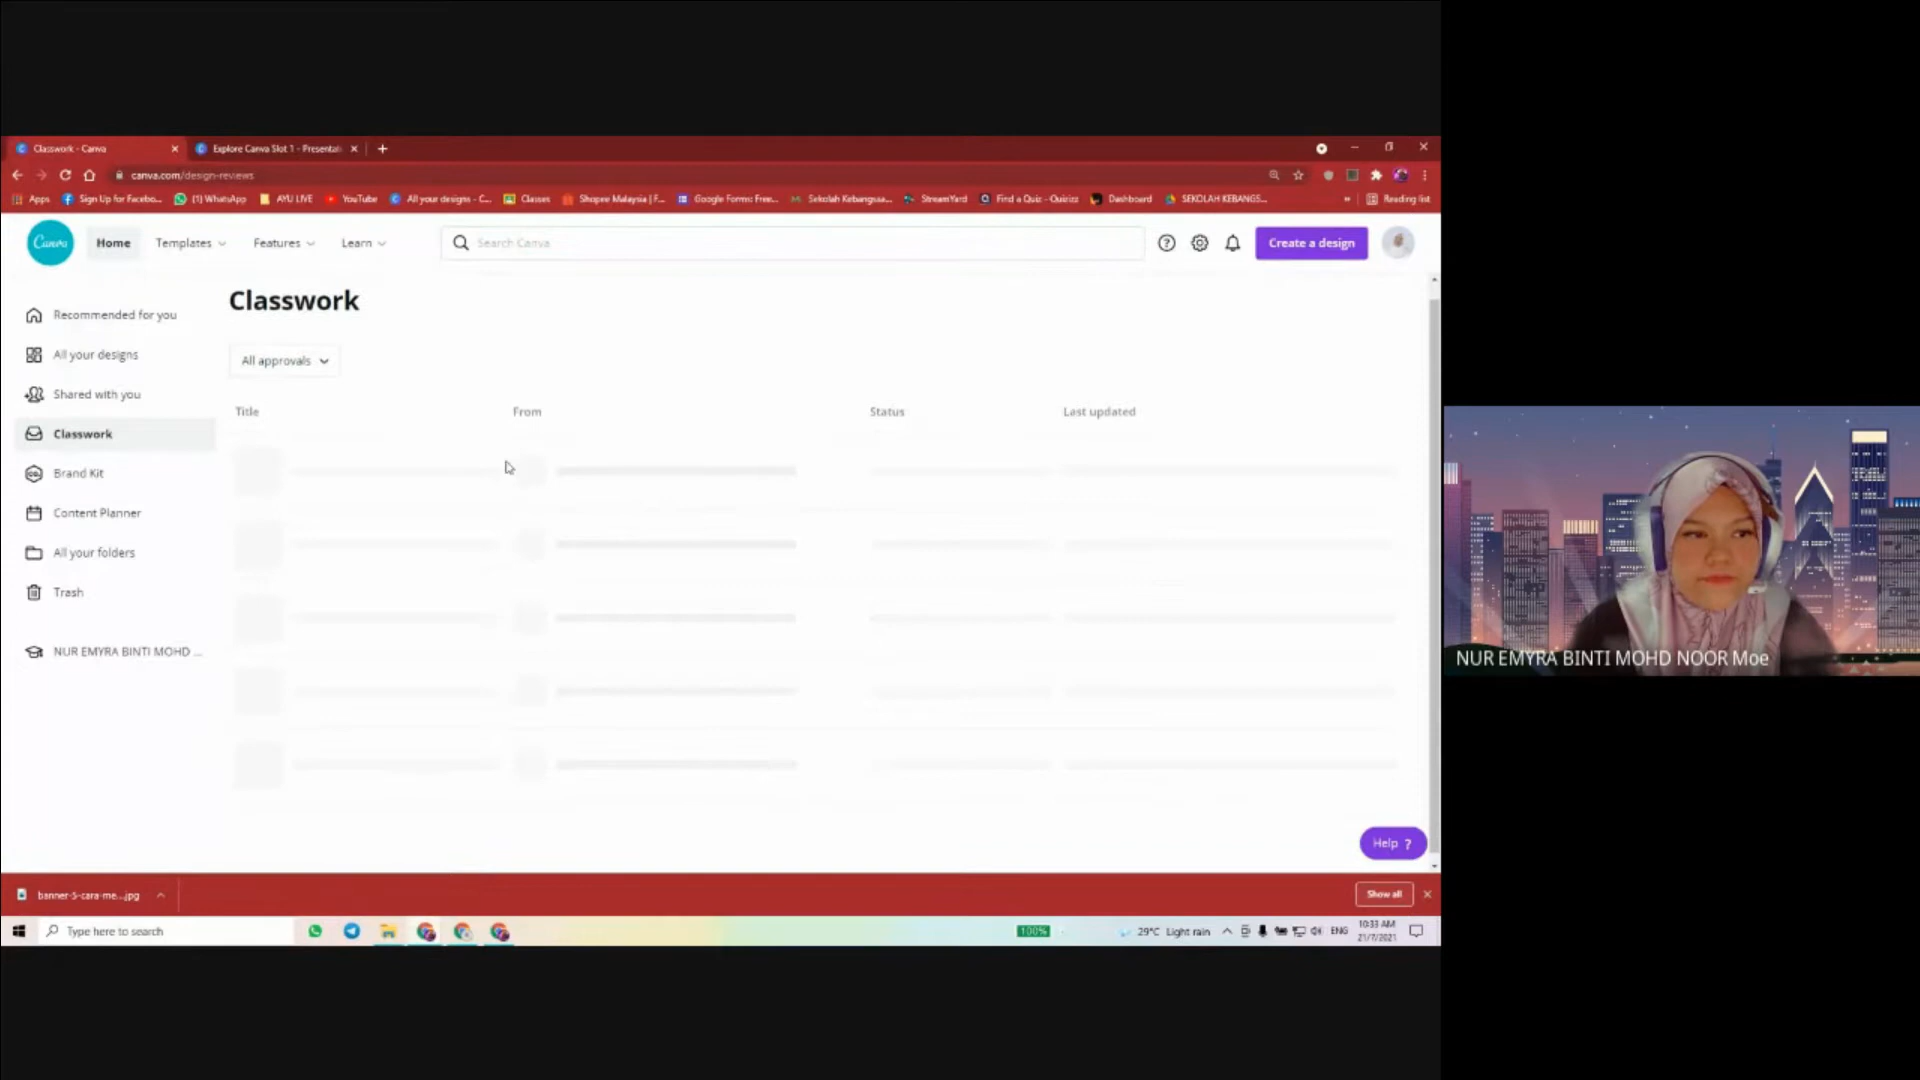 Classwork - Canva
Explore Canva Slot 1 - Presentati
canva.com/design-reviews
Apps
Sign Up for Facebo...
(1) WhatsApp
AYU LIVE
YouTube
All your designs - C...
Classes
Shopee Malaysia | F...
Google Forms: Free...
Sekolah Kebangsaa...
StreamYard
Find a Quiz - Quizizz
Dashboard
SEKOLAH KEBANGS...
Reading list
Canva
Home
Templates
Features
Learn
Search Canva
Create a design
Recommended for you
All your designs
Shared with you
Classwork
Brand Kit
Content Planner
All your folders
Trash
NUR EMYRA BINTI MOHD ...
Classwork
All approvals
Title From Status Last updated
Help ?
banner-5-cara-me...jpg
Show all
Type here to search
100%
29°C Light rain
ENG
10:33 AM
21/7/2021
NUR EMYRA BINTI MOHD NOOR Moe